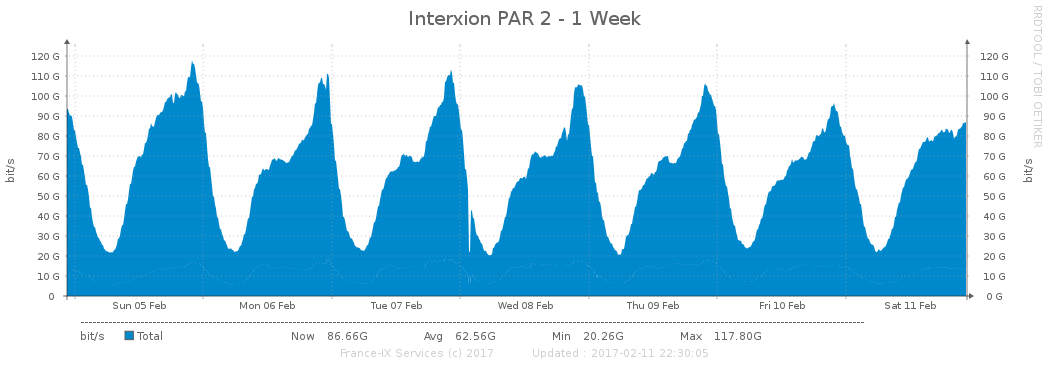 Interxion PAR 2 - 1 Week
RRDTOOL / TOBI OETIKER
bit/s
120 G 120 G
110 G 110 G
100 G 100 G
90 G 90 G
80 G 80 G
70 G 70 G
60 G 60 G
50 G 50 G
40 G 40 G
30 G 30 G
20 G 20 G
10 G 10 G
0 0 G
bit/s
Sun 05 Feb Mon 06 Feb Tue 07 Feb Wed 08 Feb Thu 09 Feb Fri 10 Feb Sat 11 Feb
bit/s Total Now 86.66G Avg 62.56G Min 20.26G Max 117.80G
France-IX Services (c) 2017 Updated : 2017-02-11 22:30:05